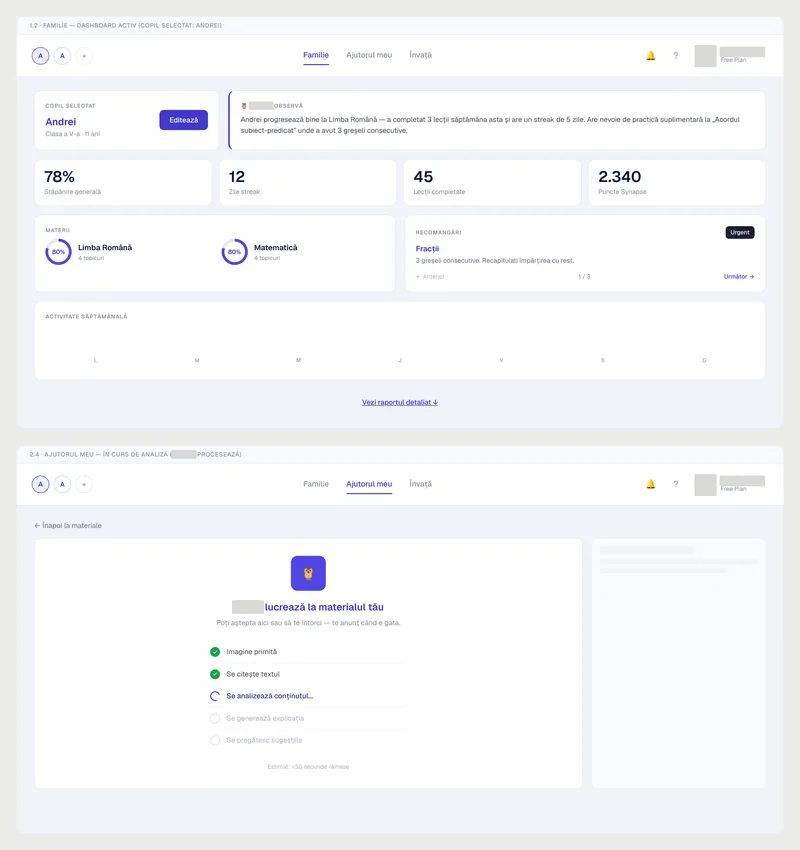 1.2 · FAMILIE — DASHBOARD ACTIV (COPIL SELECTAT: ANDREI)
A A + Familie Ajutorul meu Învață ? Free Plan
COPIL SELECTAT
Andrei
Clasa a V-a · 11 ani
Editează
OBSERVĂ
Andrei progresează bine la Limba Română — a completat 3 lecții săptămâna asta și are un streak de 5 zile. Are nevoie de practică suplimentară la „Acordul
subiect-predicat" unde a avut 3 greșeli consecutive.
78%
Stăpânire generală
12
Zile streak
45
Lecții completate
2.340
Puncte Synapse
MATERII
80% Limba Română
4 topicuri
80% Matematică
4 topicuri
RECOMANDĂRI
Urgent
Fracții
3 greșeli consecutive. Recapitulati împărțirea cu rest.
← Anterior 1 / 3 Următor →
ACTIVITATE SĂPTĂMÂNALĂ
L M M J V S D
Vezi raportul detaliat ↓
2.4 · AJUTORUL MEU — ÎN CURS DE ANALIZĂ ( PROCESEAZĂ)
A A + Familie Ajutorul meu Învață ? Free Plan
← Înapoi la materiale
lucrează la materialul tău
Poți aștepta aici sau să te întorci — te anunț când e gata.
Imagine primită
Se citește textul
Se analizează conținutul...
Se generează explicația
Se pregătesc sugestiile
Estimat: ~30 secunde rămase